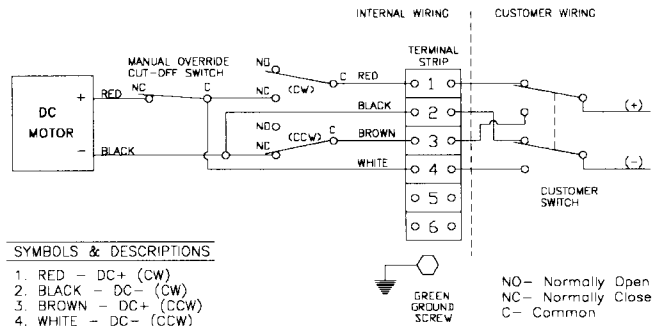 INTERNAL WIRING
CUSTOMER WIRING
TERMINAL
STRIP
MANUAL OVERRIDE
CUT-OFF SWITCH
NO
C
RED
1
NC
C
NC
(CW)
RED
+
DC
MOTOR
-
BLACK
2
(+)
NO
(CCW)
C
BROWN
3
NC
BLACK
WHITE
4
(-)
5
6
CUSTOMER
SWITCH
SYMBOLS & DESCRIPTIONS
1. RED - DC+ (CW)
2. BLACK - DC- (CW)
3. BROWN - DC+ (CCW)
4. WHITE - DC- (CCW)
GREEN
GROUND
SCREW
NO- Normally Open
NC- Normally Close
C- Common